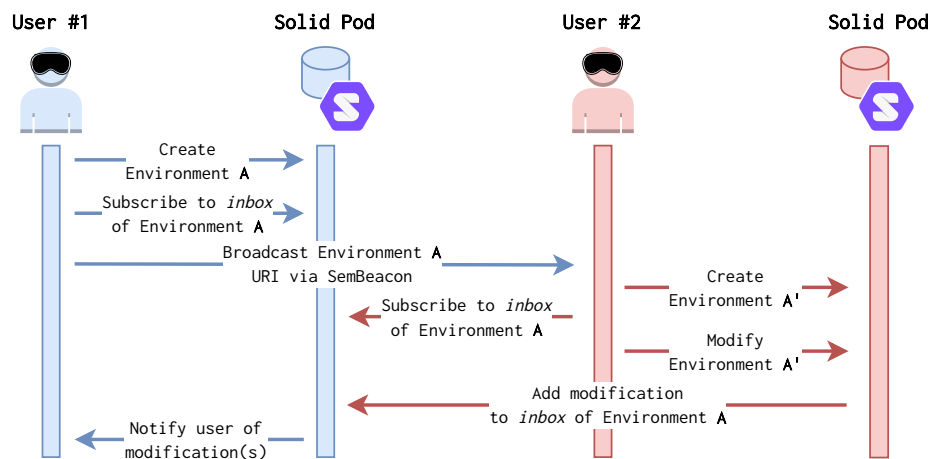 User #1
Solid Pod
User #2
Solid Pod
Create
Environment A
Subscribe to inbox
of Environment A
Broadcast Environment A
URI via SemBeacon
Create
Environment A'
Subscribe to inbox
of Environment A
Modify
Environment A'
Add modification
to inbox of Environment A
Notify user of
modification(s)